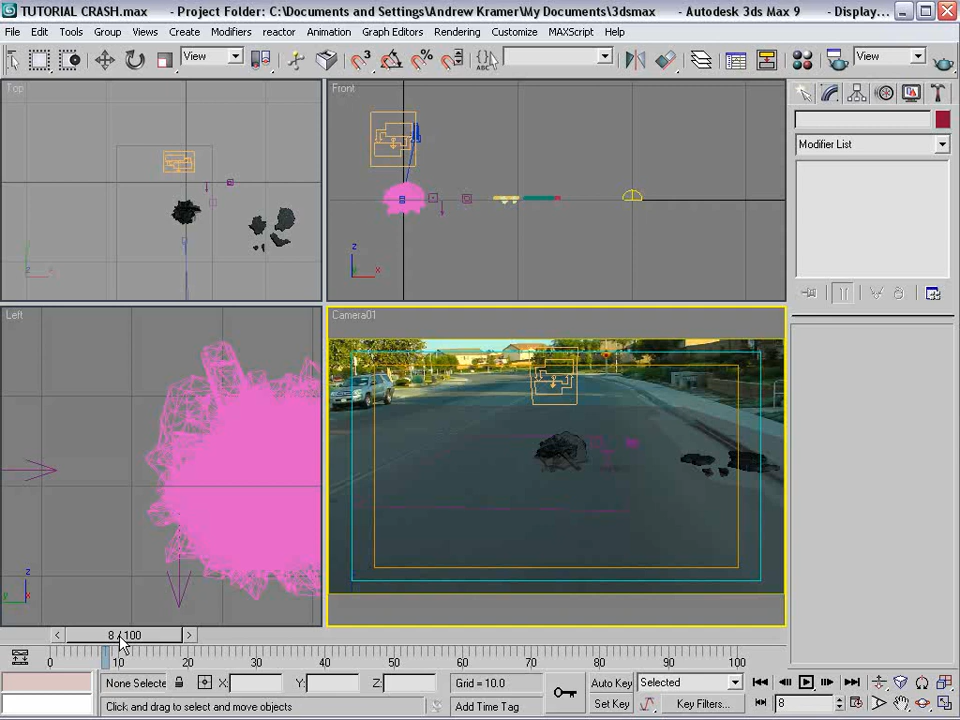 TUTORIAL CRASH.max - Project Folder: C:\Documents and Settings\Andrew Kramer\My Documents\3dsmax - Autodesk 3ds Max 9 - Display...
File Edit Tools Group Views Create Modifiers reactor Animation Graph Editors Rendering Customize MAXScript Help
View 3 % ABC View
Top Front
Modifier List
z x z x
y
Left Camera01
z
y
8 / 100
0 10 20 30 40 50 60 70 80 90 100
None Selecte X: Y: Z: Grid = 10.0 Auto Key Selected
Click and drag to select and move objects Add Time Tag Set Key Key Filters... 8